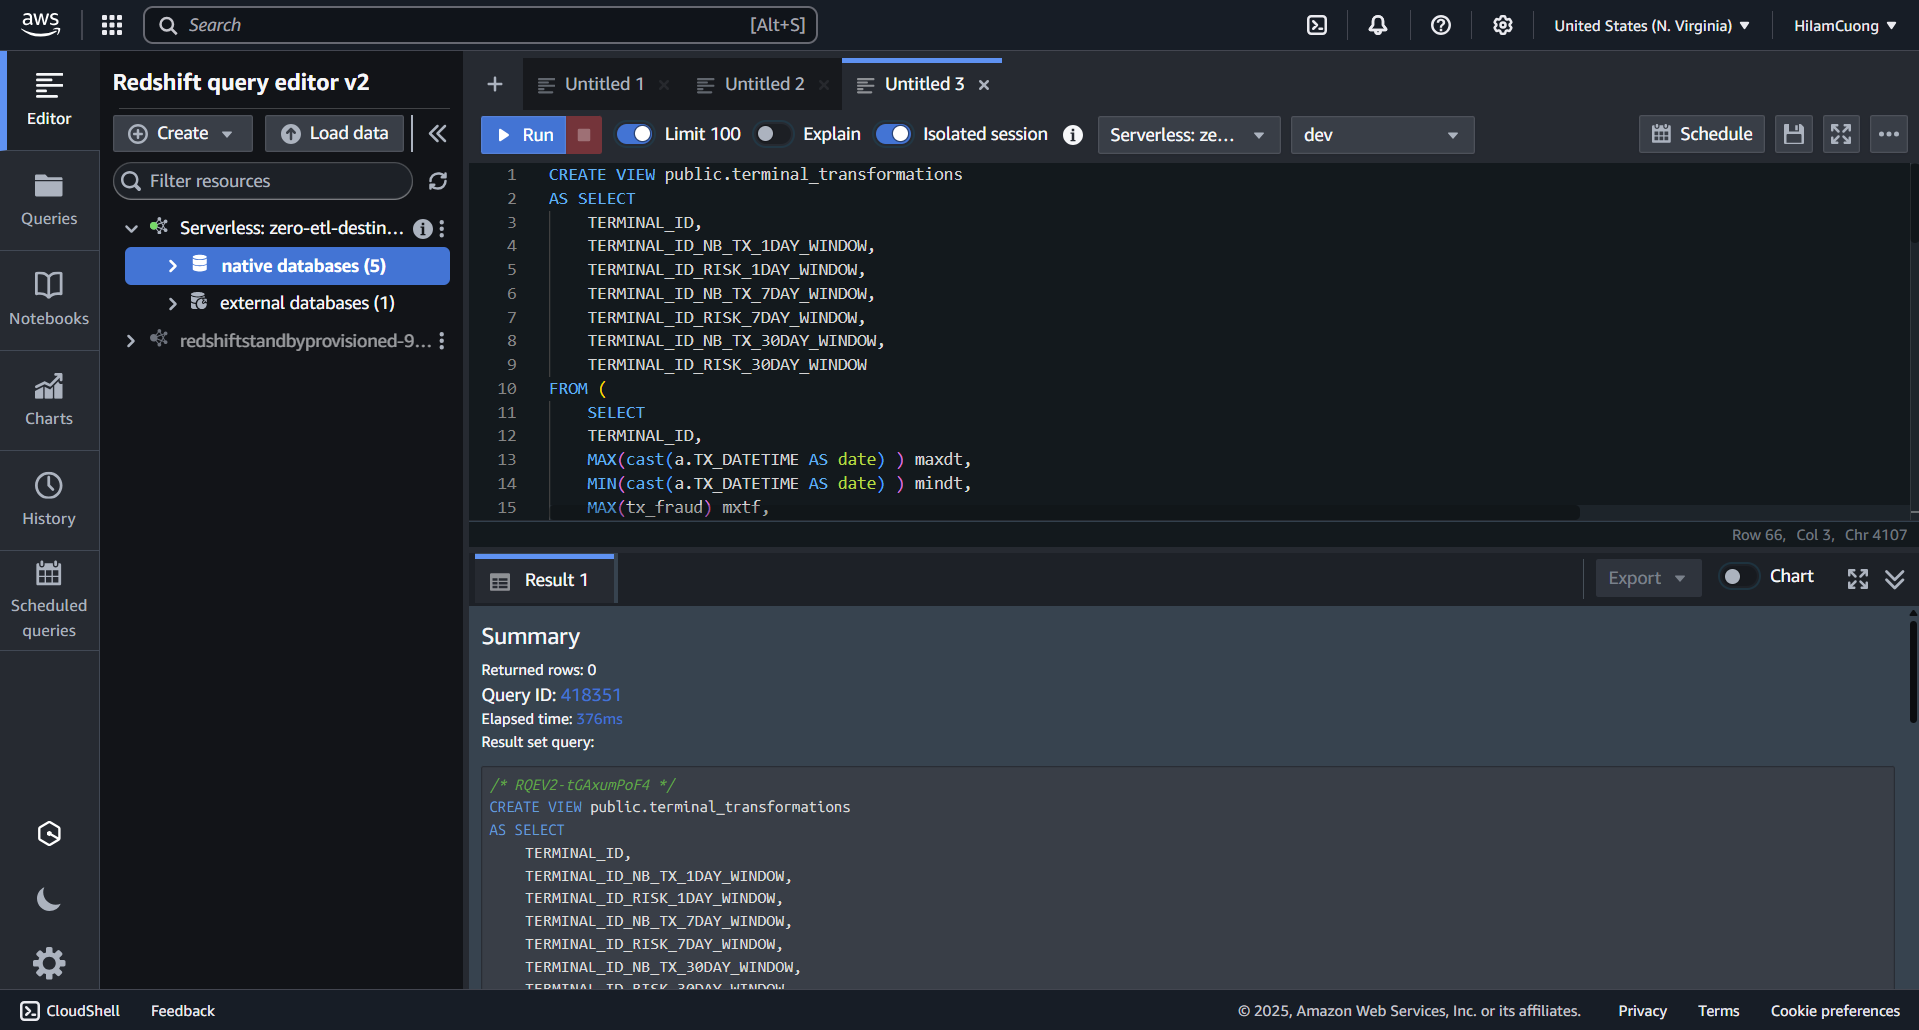 aws
Search
[Alt+S]
United States (N. Virginia)
HilamCuong
Editor
Queries
Notebooks
Charts
History
Scheduled
queries
Redshift query editor v2
Create
Load data
Filter resources
Serverless: zero-etl-destin...
native databases (5)
external databases (1)
redshiftstandbyprovisioned-9...
Untitled 1
Untitled 2
Untitled 3
Run
Limit 100
Explain
Isolated session
Serverless: ze...
dev
Schedule
1 CREATE VIEW public.terminal_transformations
2 AS SELECT
3 TERMINAL_ID,
4 TERMINAL_ID_NB_TX_1DAY_WINDOW,
5 TERMINAL_ID_RISK_1DAY_WINDOW,
6 TERMINAL_ID_NB_TX_7DAY_WINDOW,
7 TERMINAL_ID_RISK_7DAY_WINDOW,
8 TERMINAL_ID_NB_TX_30DAY_WINDOW,
9 TERMINAL_ID_RISK_30DAY_WINDOW
10 FROM (
11 SELECT
12 TERMINAL_ID,
13 MAX(cast(a.TX_DATETIME AS date) ) maxdt,
14 MIN(cast(a.TX_DATETIME AS date) ) mindt,
15 MAX(tx_fraud) mxtf,
Row 66, Col 3, Chr 4107
Result 1
Export
Chart
Summary
Returned rows: 0
Query ID: 418351
Elapsed time: 376ms
Result set query:
/* RQEV2-tGAxumPoF4 */
CREATE VIEW public.terminal_transformations
AS SELECT
TERMINAL_ID,
TERMINAL_ID_NB_TX_1DAY_WINDOW,
TERMINAL_ID_RISK_1DAY_WINDOW,
TERMINAL_ID_NB_TX_7DAY_WINDOW,
TERMINAL_ID_RISK_7DAY_WINDOW,
TERMINAL_ID_NB_TX_30DAY_WINDOW,
TERMINAL_ID_RISK_30DAY_WINDOW
CloudShell
Feedback
© 2025, Amazon Web Services, Inc. or its affiliates.
Privacy
Terms
Cookie preferences